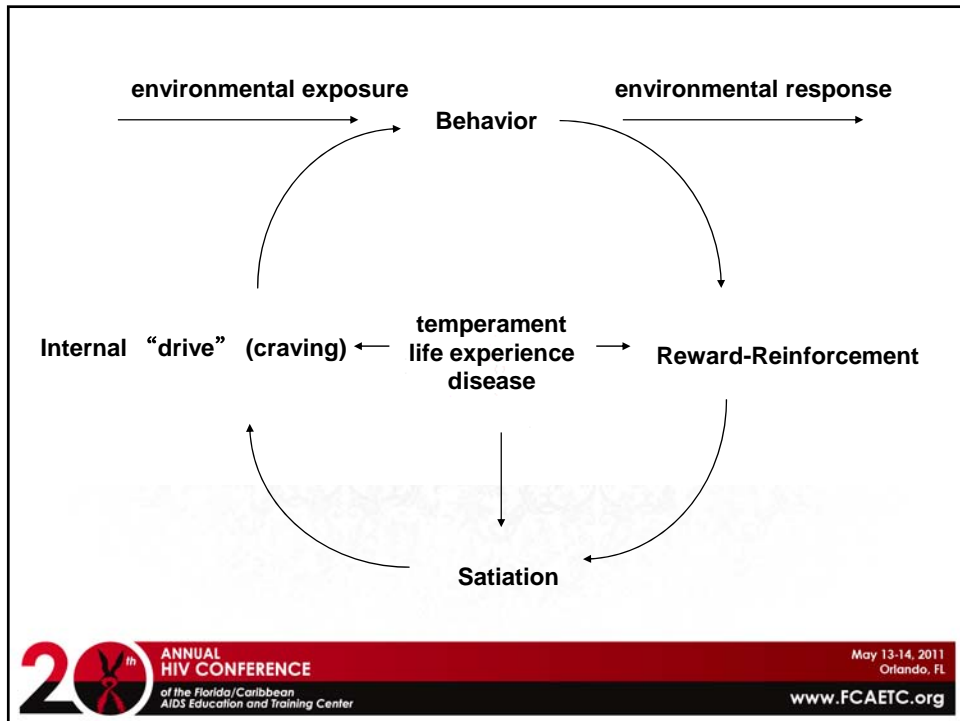 environmental exposure
environmental response
Behavior
Internal “drive” (craving)
temperament
life experience
disease
Reward-Reinforcement
Satiation
20th
ANNUAL
HIV CONFERENCE
of the Florida/Caribbean
AIDS Education and Training Center
May 13-14, 2011
Orlando, FL
www.FCAETC.org